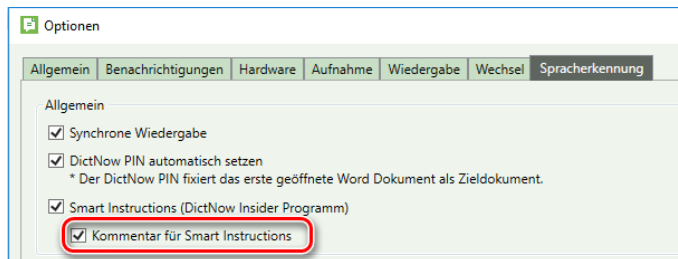 Optionen
Allgemein Benachrichtigungen Hardware Aufnahme Wiedergabe Wechsel Spracherkennung
Allgemein
Synchrone Wiedergabe
DictNow PIN automatisch setzen
* Der DictNow PIN fixiert das erste geöffnete Word Dokument als Zieldokument.
Smart Instructions (DictNow Insider Programm)
Kommentar für Smart Instructions